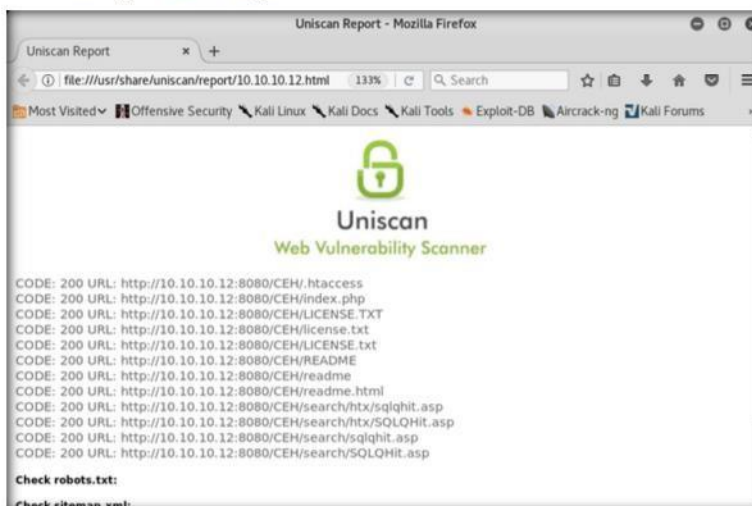 Uniscan Report - Mozilla Firefox
Uniscan Report × +
file:///usr/share/uniscan/report/10.10.10.12.html 133% Search
Most Visited Offensive Security Kali Linux Kali Docs Kali Tools Exploit-DB Aircrack-ng Kali Forums
Uniscan
Web Vulnerability Scanner
CODE: 200 URL: http://10.10.10.12:8080/CEH/.htaccess
CODE: 200 URL: http://10.10.10.12:8080/CEH/index.php
CODE: 200 URL: http://10.10.10.12:8080/CEH/LICENSE.TXT
CODE: 200 URL: http://10.10.10.12:8080/CEH/license.txt
CODE: 200 URL: http://10.10.10.12:8080/CEH/LICENSE.txt
CODE: 200 URL: http://10.10.10.12:8080/CEH/README
CODE: 200 URL: http://10.10.10.12:8080/CEH/readme
CODE: 200 URL: http://10.10.10.12:8080/CEH/readme.html
CODE: 200 URL: http://10.10.10.12:8080/CEH/search/htx/sqlqhit.asp
CODE: 200 URL: http://10.10.10.12:8080/CEH/search/htx/SQLQHit.asp
CODE: 200 URL: http://10.10.10.12:8080/CEH/search/sqlqhit.asp
CODE: 200 URL: http://10.10.10.12:8080/CEH/search/SQLQHit.asp
Check robots.txt:
Check sitemap.xml: